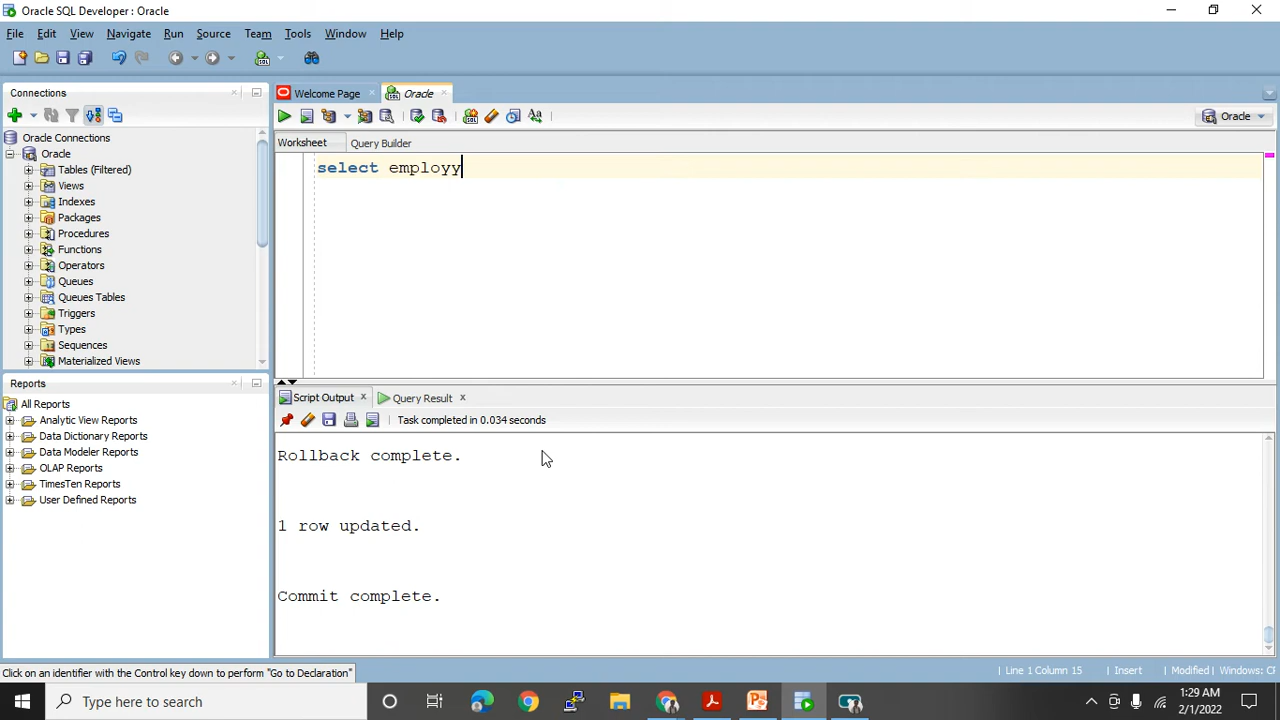 Oracle SQL Developer : Oracle
File Edit View Navigate Run Source Team Tools Window Help
Connections
Oracle Connections
Oracle
Tables (Filtered)
Views
Indexes
Packages
Procedures
Functions
Operators
Queues
Queues Tables
Triggers
Types
Sequences
Materialized Views
Reports
All Reports
Analytic View Reports
Data Dictionary Reports
Data Modeler Reports
OLAP Reports
TimesTen Reports
User Defined Reports
Welcome Page Oracle
Oracle
Worksheet Query Builder
select employy
Script Output Query Result
Task completed in 0.034 seconds
Rollback complete.
1 row updated.
Commit complete.
Click on an identifier with the Control key down to perform "Go to Declaration"
Line 1 Column 15 Insert Modified Windows: CF
Type here to search
1:29 AM
2/1/2022